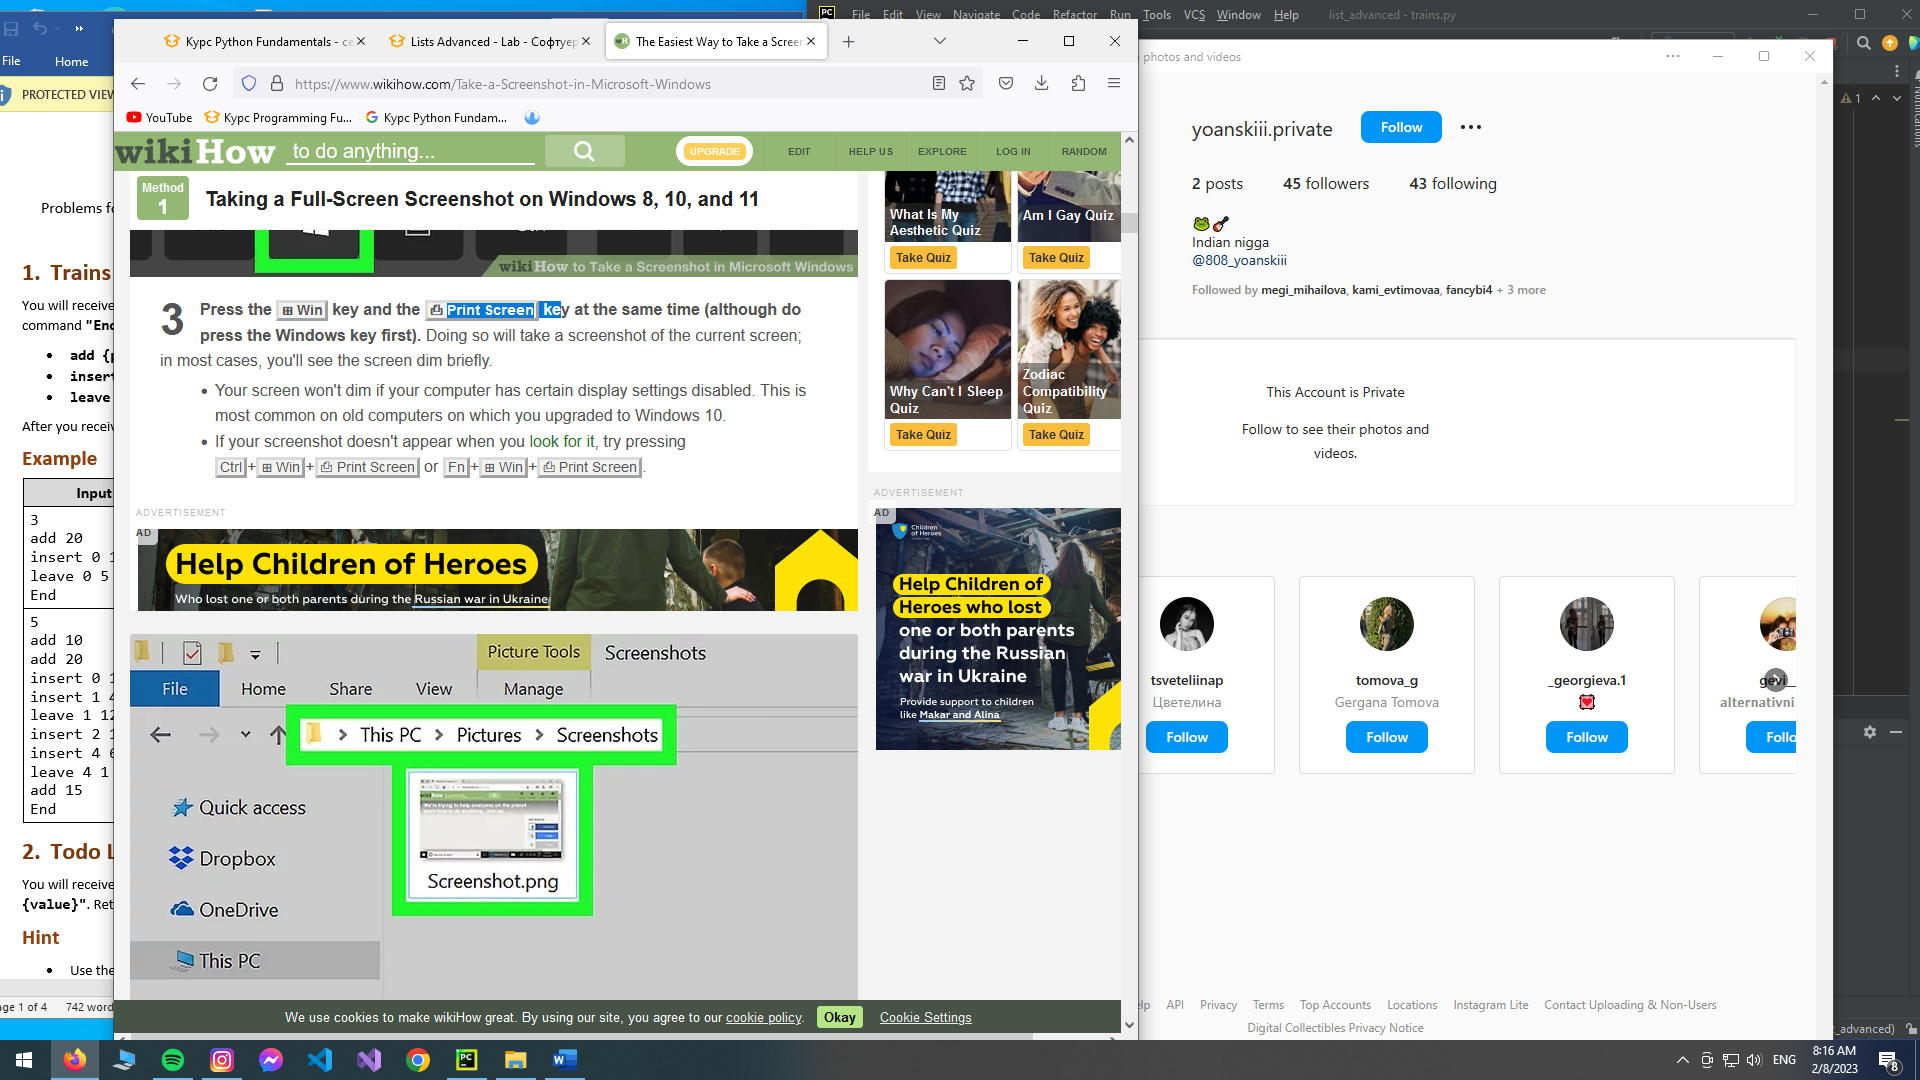 File Edit View Navigate Code Refactor Run Tools VCS Window Help list_advanced - trains.py
File Home
PROTECTED VIEW
Problems fo
1. Trains
You will receive
command "End
add {p
insert
leave
After you receiv
Example
Input
3
add 20
insert 0 1
leave 0 5
End
5
add 10
add 20
insert 0 1
insert 1 4
leave 1 12
insert 2 1
insert 4 6
leave 4 1
add 15
End
2. Todo L
You will receive
{value}". Ret
Hint
Use the
age 1 of 4 742 word
Курс Python Fundamentals - се
Lists Advanced - Lab - Софтуер
The Easiest Way to Take a Screen
https://www.wikihow.com/Take-a-Screenshot-in-Microsoft-Windows
YouTube Курс Programming Fu... Курс Python Fundam...
wikiHow to do anything... UPGRADE EDIT HELP US EXPLORE LOG IN RANDOM
Method
1
Taking a Full-Screen Screenshot on Windows 8, 10, and 11
wikiHow to Take a Screenshot in Microsoft Windows
3 Press the Win key and the Print Screen key at the same time (although do
press the Windows key first). Doing so will take a screenshot of the current screen;
in most cases, you'll see the screen dim briefly.
Your screen won't dim if your computer has certain display settings disabled. This is
most common on old computers on which you upgraded to Windows 10.
If your screenshot doesn't appear when you look for it, try pressing
Ctrl+Win+Print Screen or Fn+Win+Print Screen.
ADVERTISEMENT
AD
Help Children of Heroes
Who lost one or both parents during the Russian war in Ukraine
Picture Tools Screenshots
File Home Share View Manage
This PC Pictures Screenshots
Quick access
Dropbox
OneDrive
This PC
Screenshot.png
What Is My
Aesthetic Quiz
Take Quiz
Am I Gay Quiz
Take Quiz
Why Can't I Sleep
Quiz
Take Quiz
Zodiac
Compatibility
Quiz
Take Quiz
ADVERTISEMENT
AD
Children
of Heroes
Help Children of
Heroes who lost
one or both parents
during the Russian
war in Ukraine
Provide support to children
like Makar and Alina
We use cookies to make wikiHow great. By using our site, you agree to our cookie policy. Okay Cookie Settings
photos and videos
yoanskiii.private Follow
2 posts 45 followers 43 following
🐸🎸
Indian nigga
@808_yoanskiii
Followed by megi_mihailova, kami_evtimovaa, fancybi4 + 3 more
This Account is Private
Follow to see their photos and
videos.
tsveteliinap
Цветелина
Follow
tomova_g
Gergana Tomova
Follow
_georgieva.1
💟
Follow
gevi_
alternativni
Follo
elp API Privacy Terms Top Accounts Locations Instagram Lite Contact Uploading & Non-Users
Digital Collectibles Privacy Notice
1
Notifications
t_advanced)
ENG
8:16 AM
2/8/2023
8